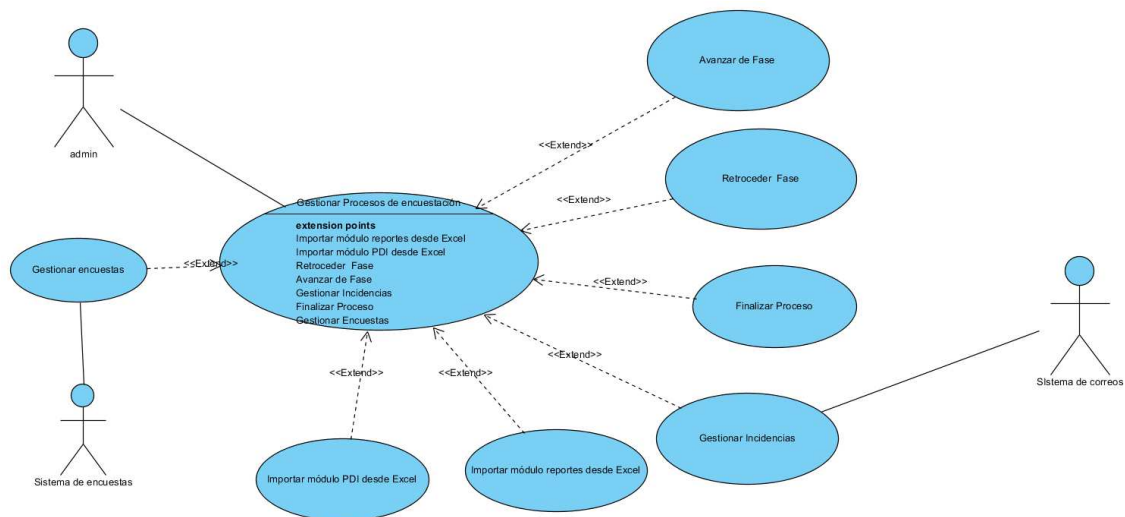 Avanzar de Fase
admin
<<Extend>>
Retroceder Fase
<<Extend>>
Gestionar Procesos de encuestación
extension points
Importar módulo reportes desde Excel
Importar módulo PDI desde Excel
Retroceder Fase
Avanzar de Fase
Gestionar Incidencias
Finalizar Proceso
Gestionar Encuestas
Gestionar encuestas
<<Extend>>
<<Extend>>
Finalizar Proceso
<<Extend>>
<<Extend>>
<<Extend>>
SIstema de correos
Gestionar Incidencias
Sistema de encuestas
Importar módulo PDI desde Excel
Importar módulo reportes desde Excel